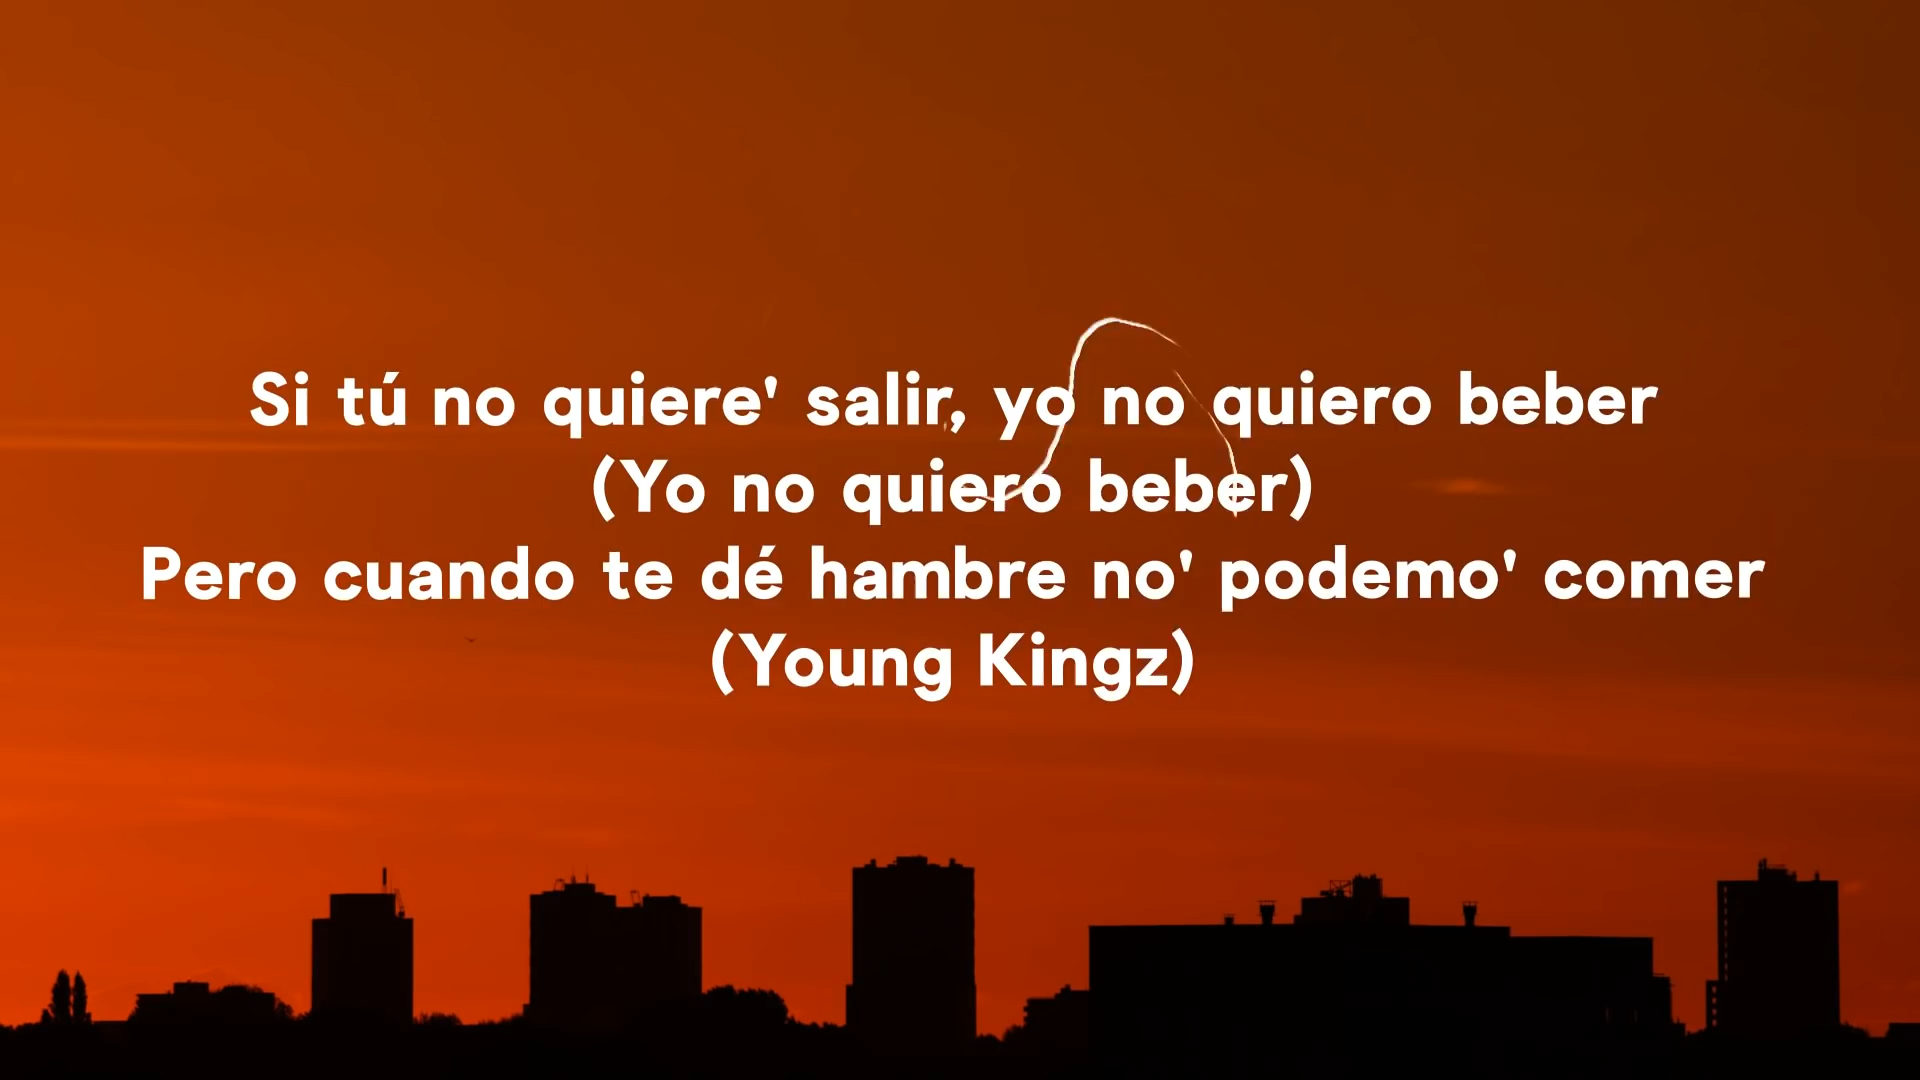 Si tú no quiere' salir, yo no quiero beber
(Yo no quiero beber)
Pero cuando te dé hambre no' podemo' comer
(Young Kingz)